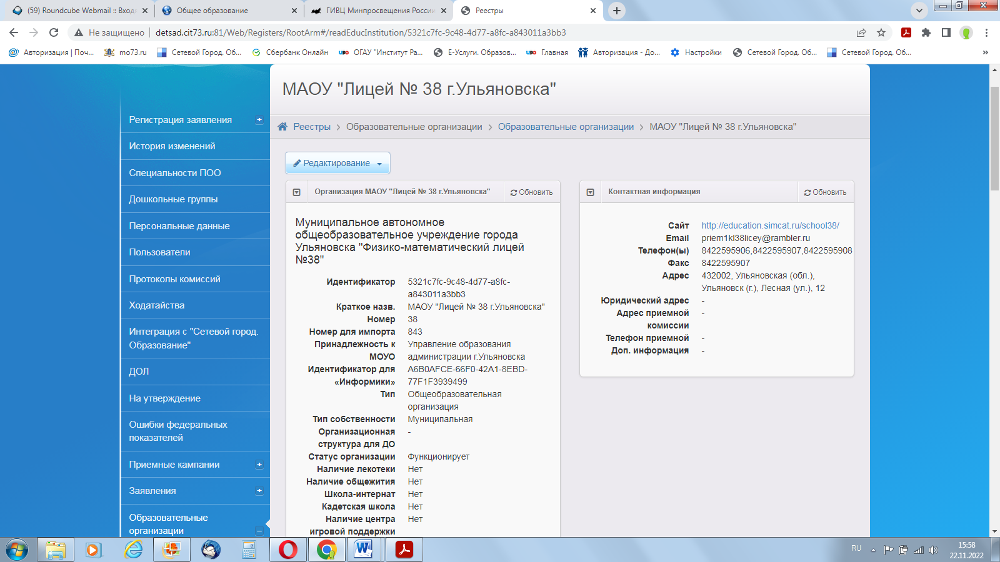 (59) Roundcube Webmail :: Входя
Общее образование
ГИВЦ Минпросвещения России
Реестры
Не защищено
detsad.cit73.ru:81/Web/Registers/RootArm#/readEducInstitution/5321c7fc-9c48-4d77-a8fc-a843011a3bb3
Авторизация | Поч...
mo73.ru
Сетевой Город. Об...
Сбербанк Онлайн
ОГАУ "Институт Ра...
Е-Услуги. Образов...
Главная
Авторизация - До...
Настройки
Сетевой Город. Об...
Сетевой Город. Об...
»
МАОУ "Лицей № 38 г.Ульяновска"
Реестры > Образовательные организации > Образовательные организации > МАОУ "Лицей № 38 г.Ульяновска"
Регистрация заявления
История изменений
Специальности ПОО
Дошкольные группы
Персональные данные
Пользователи
Протоколы комиссий
Ходатайства
Интеграция с "Сетевой город.
Образование"
ДОЛ
На утверждение
Ошибки федеральных
показателей
Приемные кампании
Заявления
Образовательные
организации
Редактирование
Организация МАОУ "Лицей № 38 г.Ульяновска"
Обновить
Муниципальное автономное
общеобразовательное учреждение города
Ульяновска "Физико-математический лицей
№38"
Идентификатор 5321c7fc-9c48-4d77-a8fc-
a843011a3bb3
Краткое назв. МАОУ "Лицей № 38 г.Ульяновска"
Номер 38
Номер для импорта 843
Принадлежность к Управление образования
МОУО администрации г.Ульяновска
Идентификатор для A6B0AFCE-66F0-42A1-8EBD-
«Информики» 77F1F3939499
Тип Общеобразовательная
организация
Тип собственности Муниципальная
Организационная -
структура для ДО
Статус организации Функционирует
Наличие лекотеки Нет
Наличие общежития Нет
Школа-интернат Нет
Кадетская школа Нет
Наличие центра Нет
игровой поддержки
Контактная информация
Обновить
Сайт http://education.simcat.ru/school38/
Email priem1kl38licey@rambler.ru
Телефон(ы) 8422595906,8422595907,8422595908
Факс 8422595907
Адрес 432002, Ульяновская (обл.),
Ульяновск (г.), Лесная (ул.), 12
Юридический адрес -
Адрес приемной -
комиссии
Телефон приемной -
Доп. информация -
RU
15:58
22.11.2022